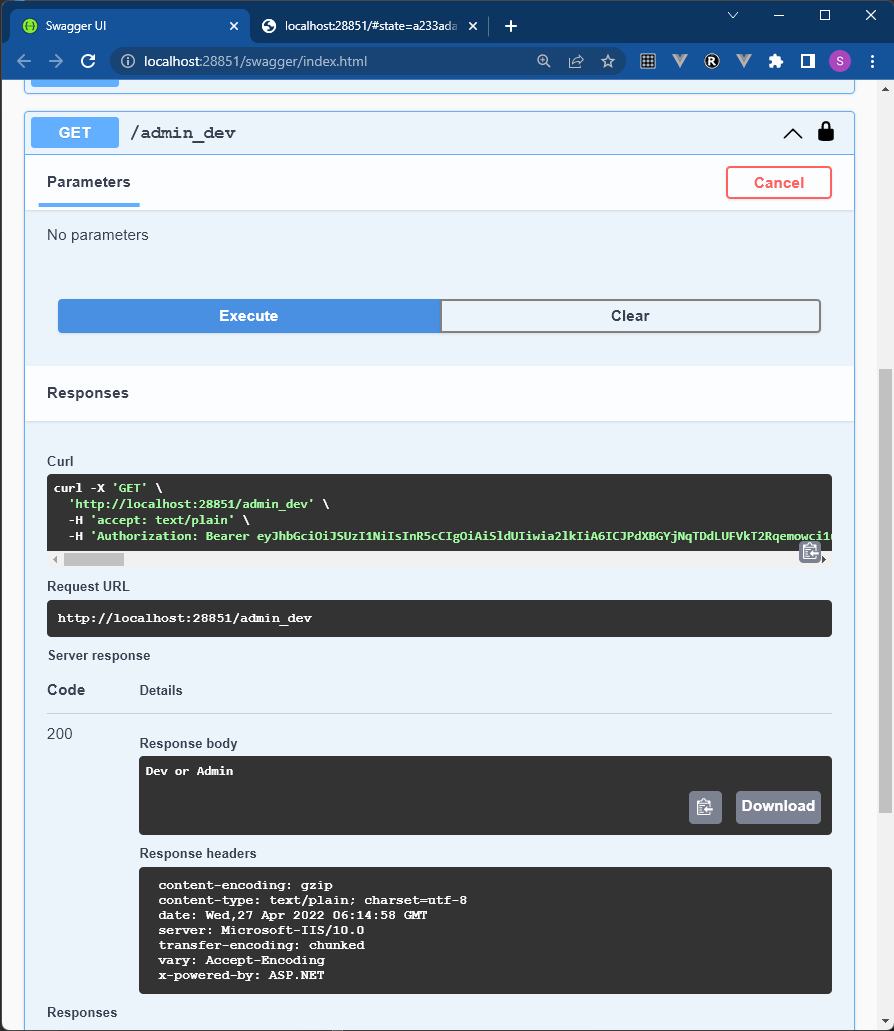 Swagger UI
localhost:28851/#state=a233ada
localhost:28851/swagger/index.html
S
GET /admin_dev
Parameters
Cancel
No parameters
Execute
Clear
Responses
Curl
curl -X 'GET' \
'http://localhost:28851/admin_dev' \
-H 'accept: text/plain' \
-H 'Authorization: Bearer
Request URL
http://localhost:28851/admin_dev
Server response
Code Details
200
Response body
Dev or Admin
Download
Response headers
content-encoding: gzip
content-type: text/plain; charset=utf-8
date: Wed,27 Apr 2022 06:14:58 GMT
server: Microsoft-IIS/10.0
transfer-encoding: chunked
vary: Accept-Encoding
x-powered-by: ASP.NET
Responses